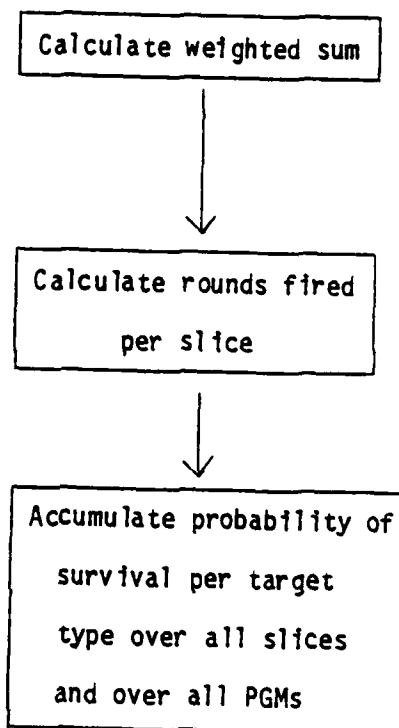 Calculate weighted sum
Calculate rounds fired
per slice
Accumulate probability of
survival per target
type over all slices
and over all PGMs